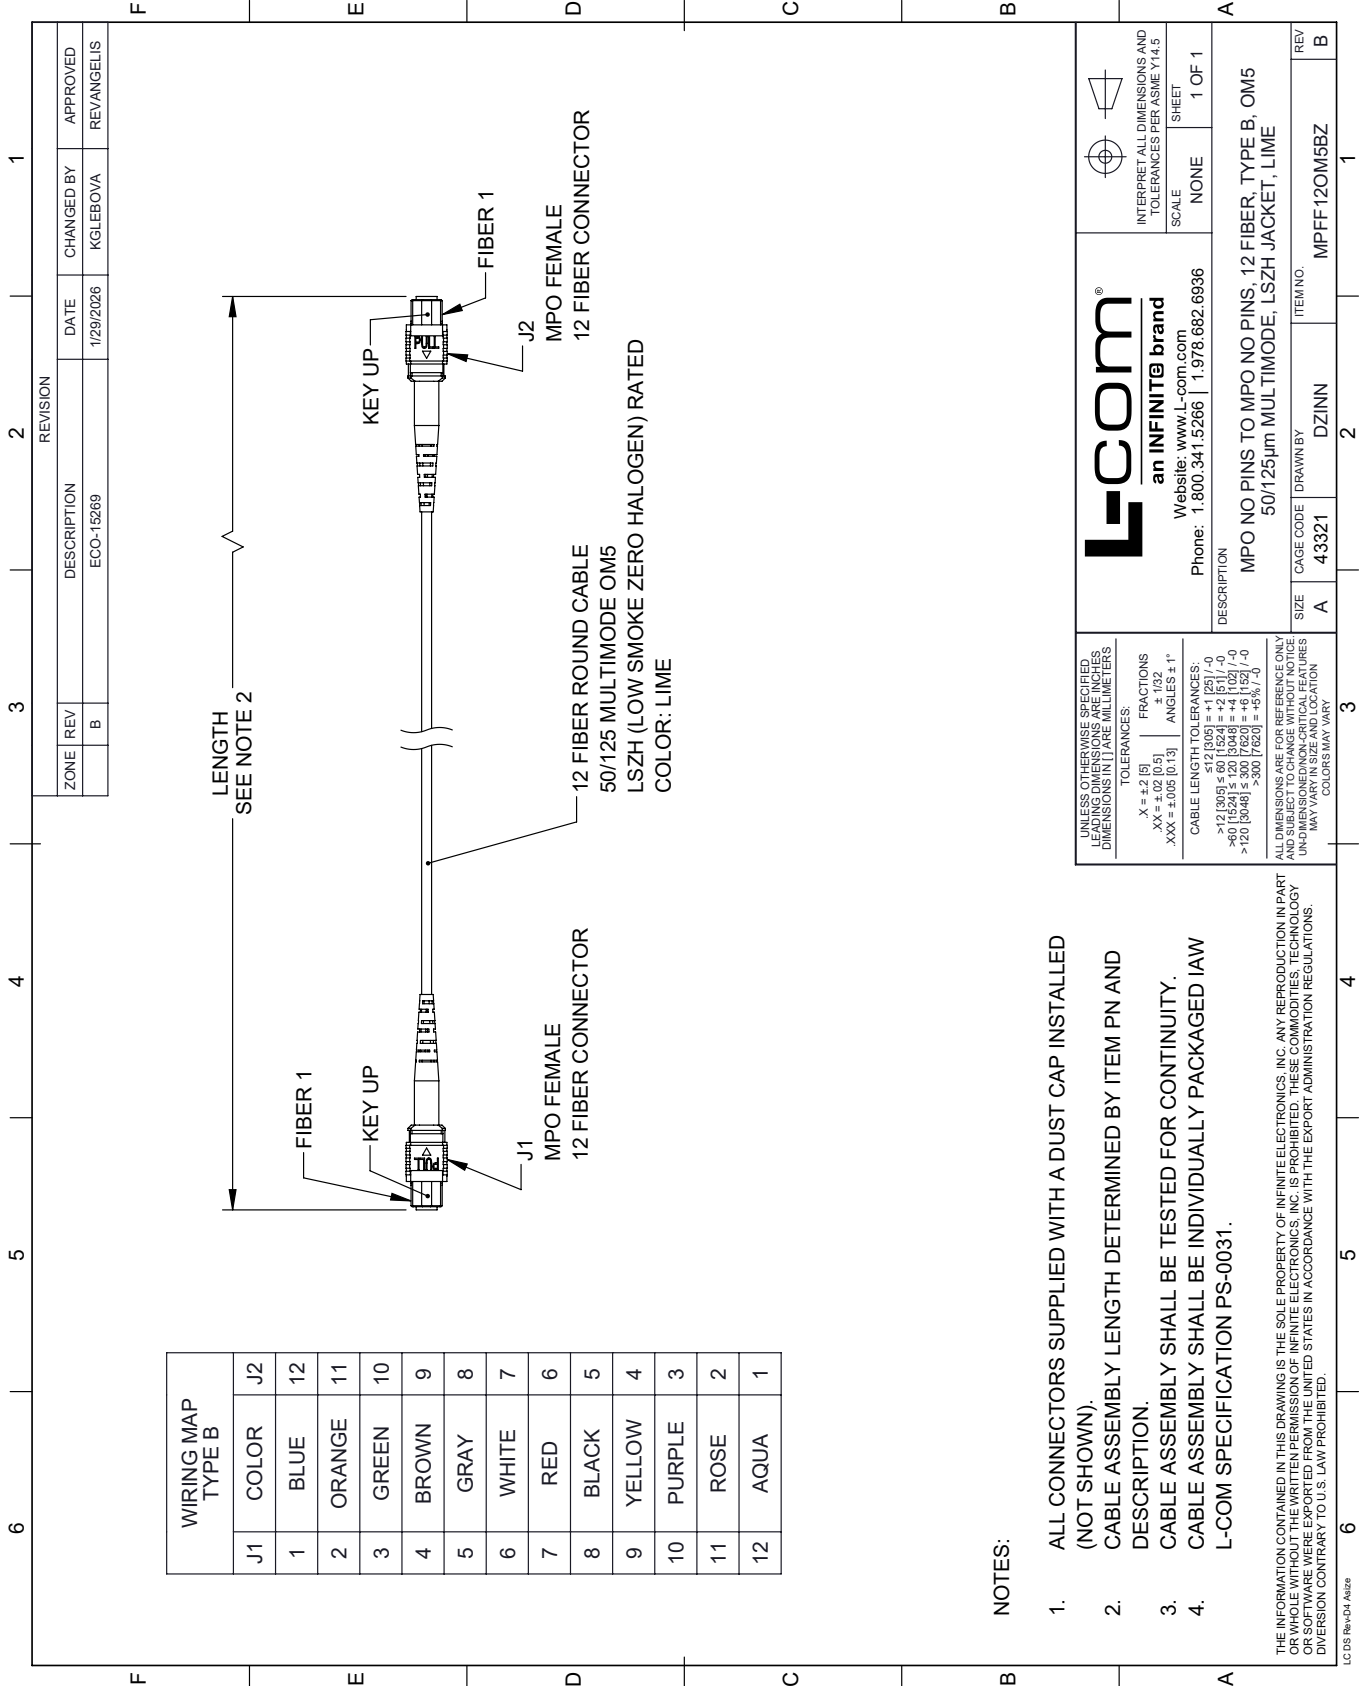 6
5
4
3
2
1
F
E
D
C
B
A
REVISION
ZONE REV DESCRIPTION DATE CHANGED BY APPROVED
B ECO-15269 1/29/2026 KGLEBOVA REVANGELIS
WIRING MAP
TYPE B
J1 COLOR J2
1 BLUE 12
2 ORANGE 11
3 GREEN 10
4 BROWN 9
5 GRAY 8
6 WHITE 7
7 RED 6
8 BLACK 5
9 YELLOW 4
10 PURPLE 3
11 ROSE 2
12 AQUA 1
LENGTH
SEE NOTE 2
FIBER 1
KEY UP
PULL
J1
MPO FEMALE
12 FIBER CONNECTOR
KEY UP
PULL
FIBER 1
J2
MPO FEMALE
12 FIBER CONNECTOR
12 FIBER ROUND CABLE
50/125 MULTIMODE OM5
LSZH (LOW SMOKE ZERO HALOGEN) RATED
COLOR: LIME
NOTES:
1. ALL CONNECTORS SUPPLIED WITH A DUST CAP INSTALLED
(NOT SHOWN).
2. CABLE ASSEMBLY LENGTH DETERMINED BY ITEM PN AND
DESCRIPTION.
3. CABLE ASSEMBLY SHALL BE TESTED FOR CONTINUITY.
4. CABLE ASSEMBLY SHALL BE INDIVIDUALLY PACKAGED IAW
L-COM SPECIFICATION PS-0031.
THE INFORMATION CONTAINED IN THIS DRAWING IS THE SOLE PROPERTY OF INFINITE ELECTRONICS, INC. ANY REPRODUCTION IN PART
OR WHOLE WITHOUT THE WRITTEN PERMISSION OF INFINITE ELECTRONICS, INC. IS PROHIBITED. THESE COMMODITIES, TECHNOLOGY
OR SOFTWARE WERE EXPORTED FROM THE UNITED STATES IN ACCORDANCE WITH THE EXPORT ADMINISTRATION REGULATIONS.
DIVERSION CONTRARY TO U.S. LAW PROHIBITED.
UNLESS OTHERWISE SPECIFIED
LEADING DIMENSIONS ARE INCHES
DIMENSIONS IN [ ] ARE MILLIMETERS
TOLERANCES:
.X = ±.2 [5] FRACTIONS
.XX = ±.02 [0.5] ± 1/32
.XXX = ±.005 [0.13] ANGLES ± 1°
CABLE LENGTH TOLERANCES:
≤12 [305] = +1 [25] / -0
>12 [305] ≤ 60 [1524] = +2 [51] / -0
>60 [1524] ≤ 120 [3048] = +4 [102] / -0
>120 [3048] ≤ 300 [7620] = +6 [152] / -0
>300 [7620] = +5% / -0
ALL DIMENSIONS ARE FOR REFERENCE ONLY
AND SUBJECT TO CHANGE WITHOUT NOTICE.
UN-DIMENSIONED/NON-CRITICAL FEATURES
MAY VARY IN SIZE AND LOCATION
COLORS MAY VARY
L-com®
an INFINITe brand
Website: www.L-com.com
Phone: 1.800.341.5266 | 1.978.682.6936
INTERPRET ALL DIMENSIONS AND
TOLERANCES PER ASME Y14.5
SCALE SHEET
NONE 1 OF 1
DESCRIPTION
MPO NO PINS TO MPO NO PINS, 12 FIBER, TYPE B, OM5
50/125µm MULTIMODE, LSZH JACKET, LIME
SIZE CAGE CODE DRAWN BY ITEM NO. REV
A 43321 DZINN MPFF12OM5BZ B
F
E
D
C
B
A
6
5
4
3
2
1
LC DS Rev-D4 Asize